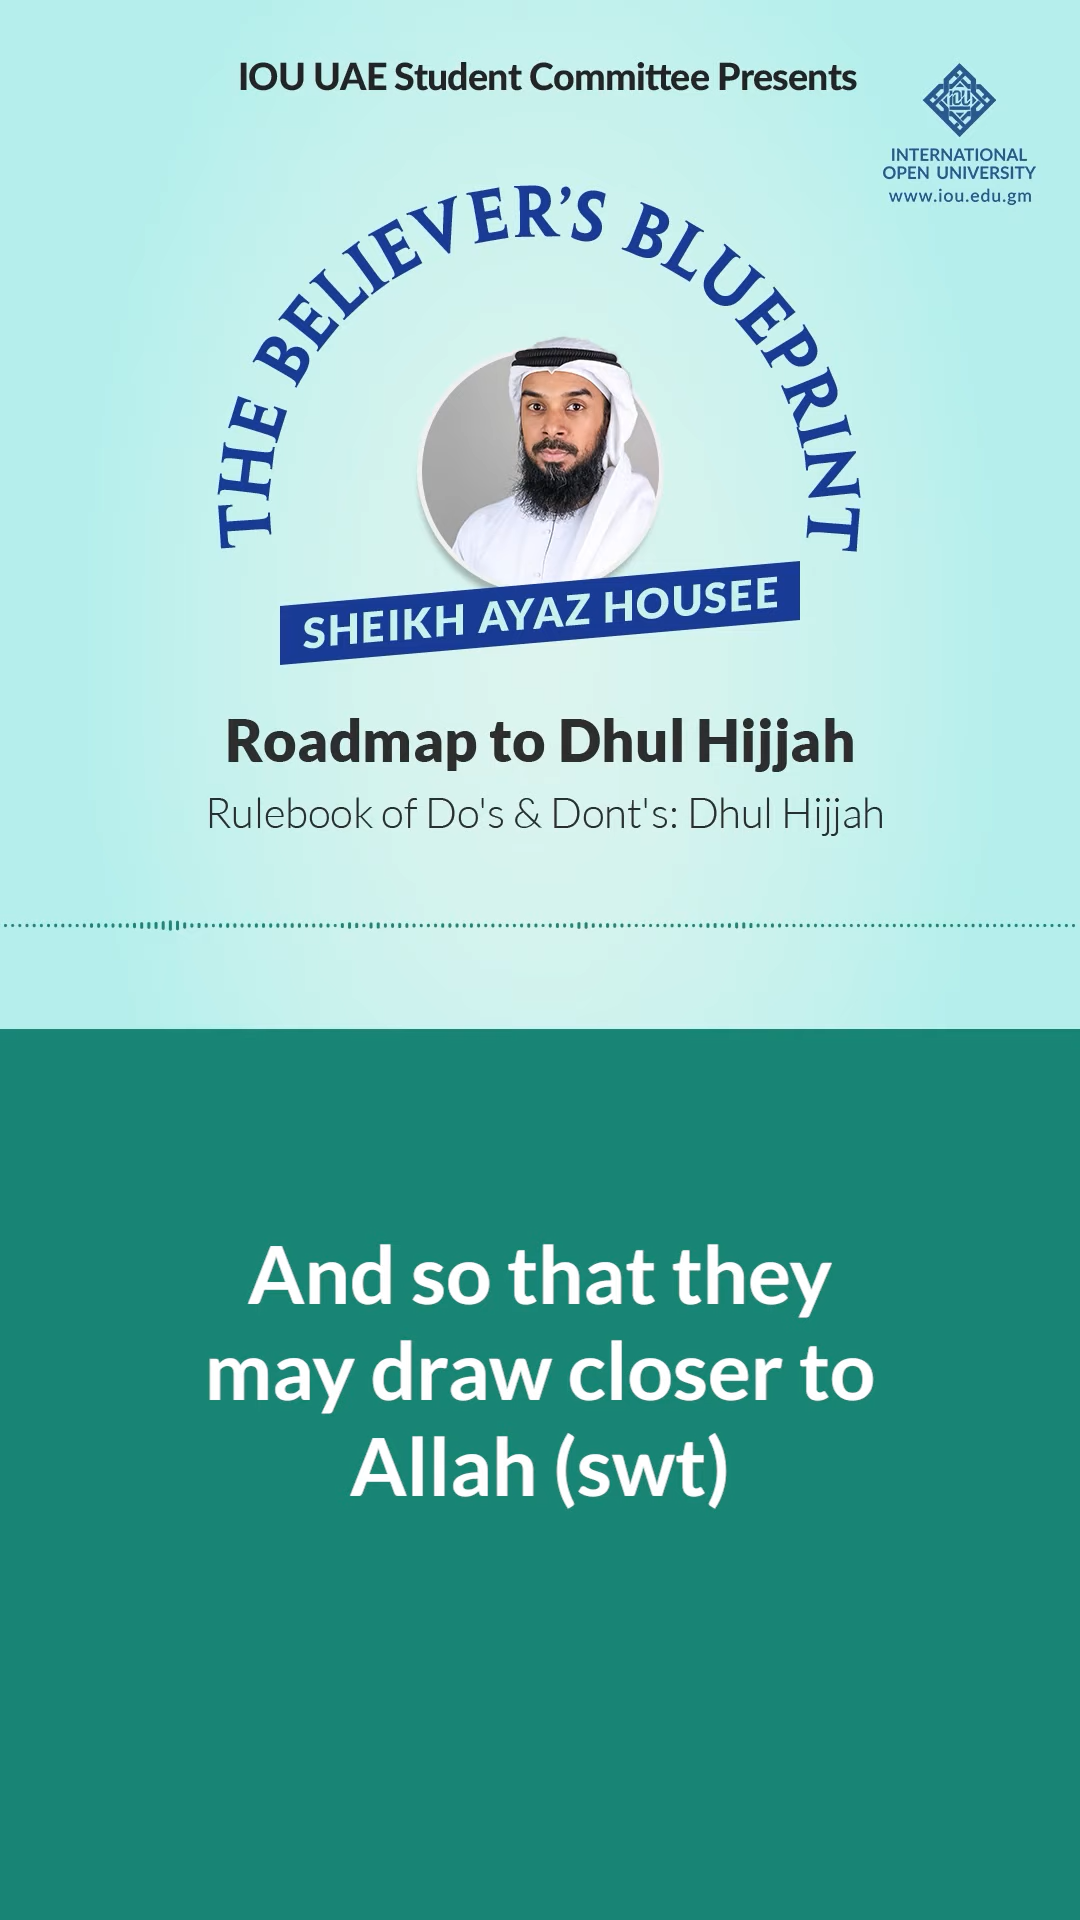 IOU UAE Student Committee Presents
INTERNATIONAL
OPEN UNIVERSITY
www.iou.edu.gm
THE BELIEVER'S BLUEPRINT
SHEIKH AYAZ HOUSEE
Roadmap to Dhul Hijjah
Rulebook of Do's & Dont's: Dhul Hijjah
And so that they
may draw closer to
Allah (swt)